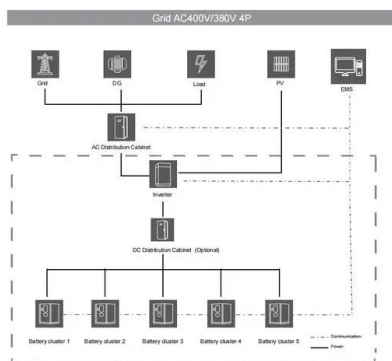 Grid AC400V/380V 4P
Grid
DG
Load
PV
EMS
AC Distribution Cabinet
Inverter
DC Distribution Cabinet (Optional)
Battery cluster 1
Battery cluster 2
Battery cluster 3
Battery cluster 4
Battery cluster 5
Communication
Power